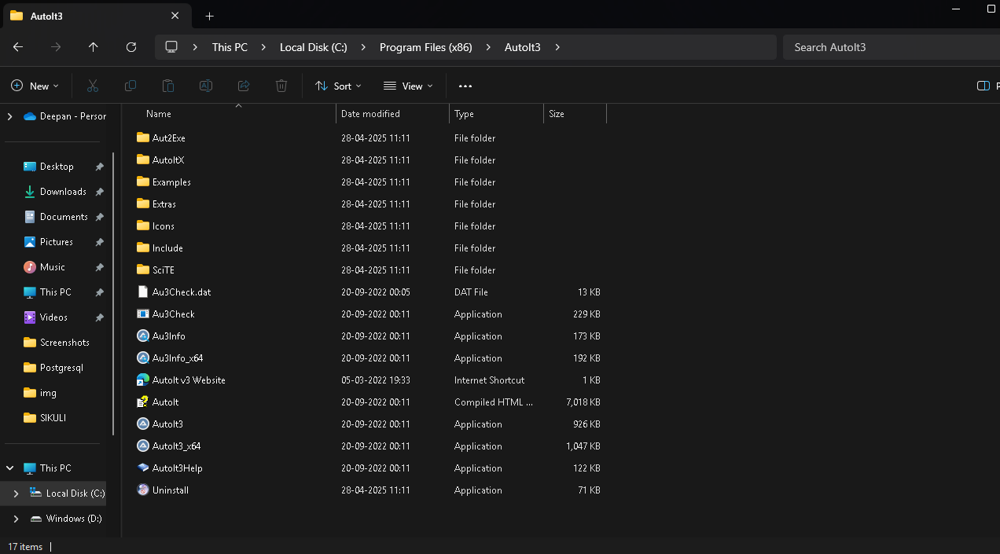 AutoIt3
This PC > Local Disk (C:) > Program Files (x86) > AutoIt3 >
Search AutoIt3
New
Sort
View
Deepan - Persor
Desktop
Downloads
Documents
Pictures
Music
This PC
Videos
Screenshots
Postgresql
img
SIKULI
This PC
Local Disk (C:)
Windows (D:)
Name Date modified Type Size
Aut2Exe 28-04-2025 11:11 File folder
AutoItX 28-04-2025 11:11 File folder
Examples 28-04-2025 11:11 File folder
Extras 28-04-2025 11:11 File folder
Icons 28-04-2025 11:11 File folder
Include 28-04-2025 11:11 File folder
SciTE 28-04-2025 11:11 File folder
Au3Check.dat 20-09-2022 00:05 DAT File 13 KB
Au3Check 20-09-2022 00:11 Application 229 KB
Au3Info 20-09-2022 00:11 Application 173 KB
Au3Info_x64 20-09-2022 00:11 Application 192 KB
AutoIt v3 Website 05-03-2022 19:33 Internet Shortcut 1 KB
AutoIt 20-09-2022 00:11 Compiled HTML ... 7,018 KB
AutoIt3 20-09-2022 00:11 Application 926 KB
AutoIt3_x64 20-09-2022 00:11 Application 1,047 KB
AutoIt3Help 20-09-2022 00:11 Application 122 KB
Uninstall 28-04-2025 11:11 Application 71 KB
17 items